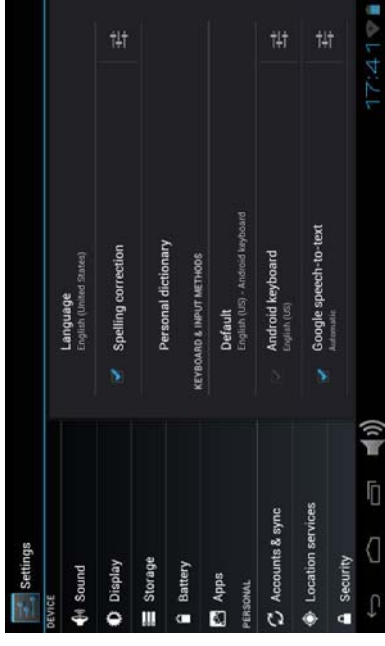 Settings
DEVICE
Sound
Display
Storage
Battery
Apps
PERSONAL
Accounts & sync
Location services
Security
Language
English (United States)
Spelling correction
Personal dictionary
KEYBOARD & INPUT METHODS
Default
English (US) - Android keyboard
Android keyboard
English (US)
Google speech-to-text
Automatic
17:41